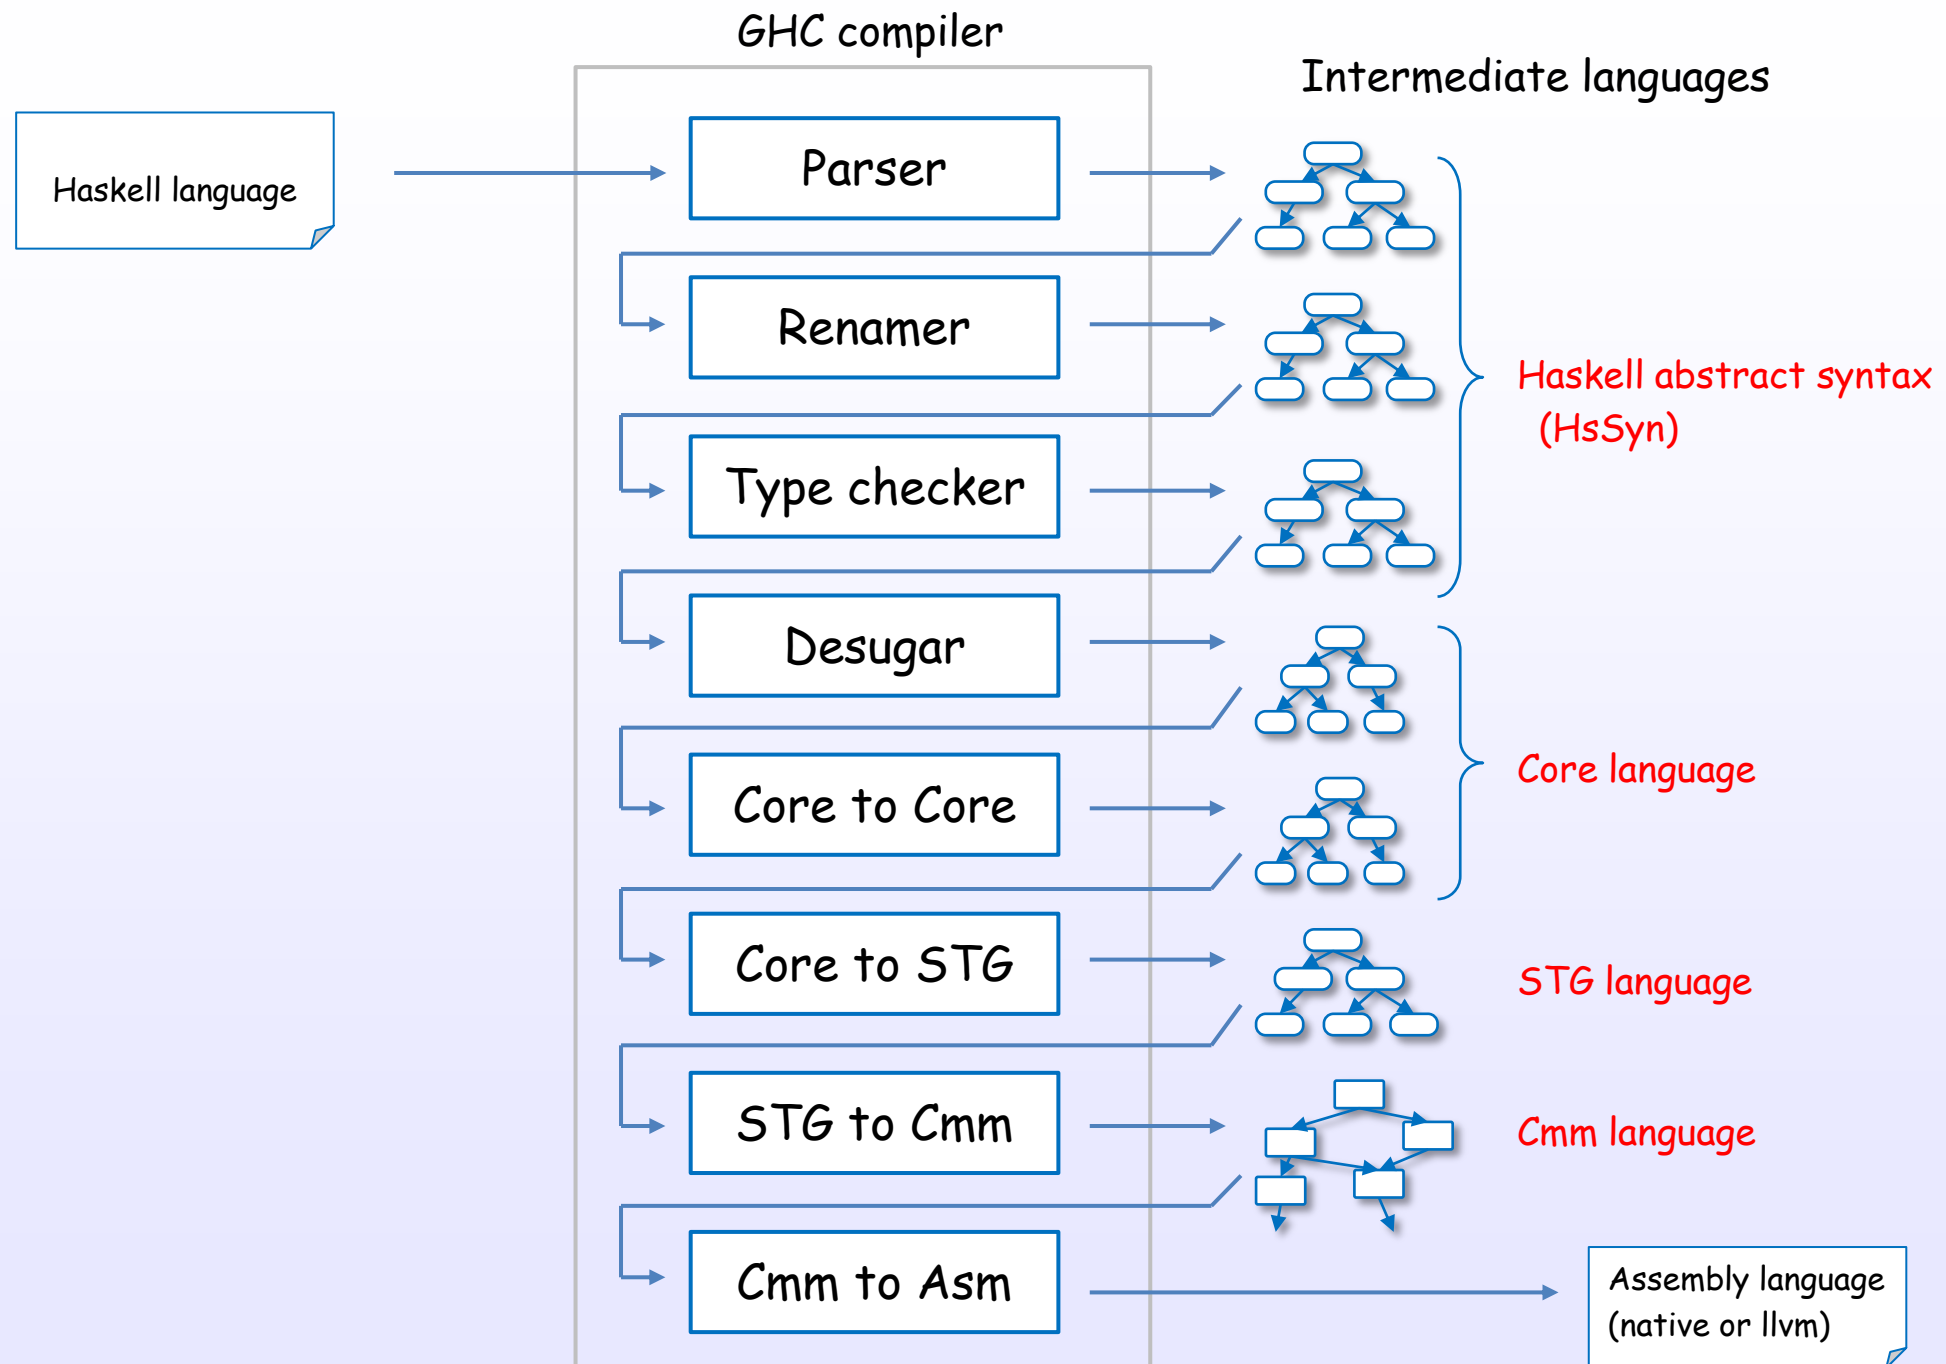 GHC compiler
Intermediate languages
Haskell language
Parser
Renamer
Haskell abstract syntax
(HsSyn)
Type checker
Desugar
Core language
Core to Core
Core to STG
STG language
STG to Cmm
Cmm language
Cmm to Asm
Assembly language
(native or llvm)